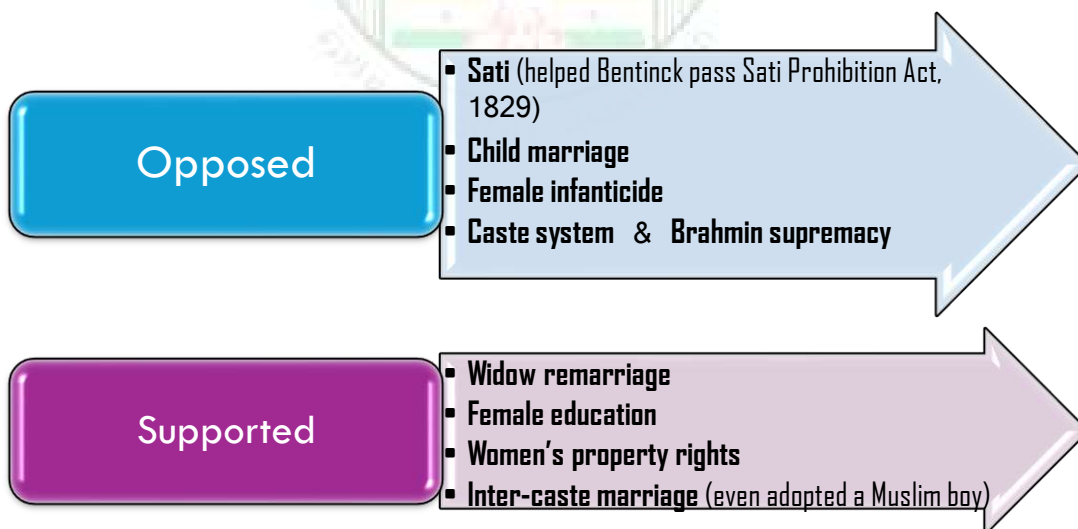 Opposed
▪ Sati (helped Bentinck pass Sati Prohibition Act,
1829)
▪ Child marriage
▪ Female infanticide
▪ Caste system & Brahmin supremacy
Supported
▪ Widow remarriage
▪ Female education
▪ Women's property rights
▪ Inter-caste marriage (even adopted a Muslim boy)